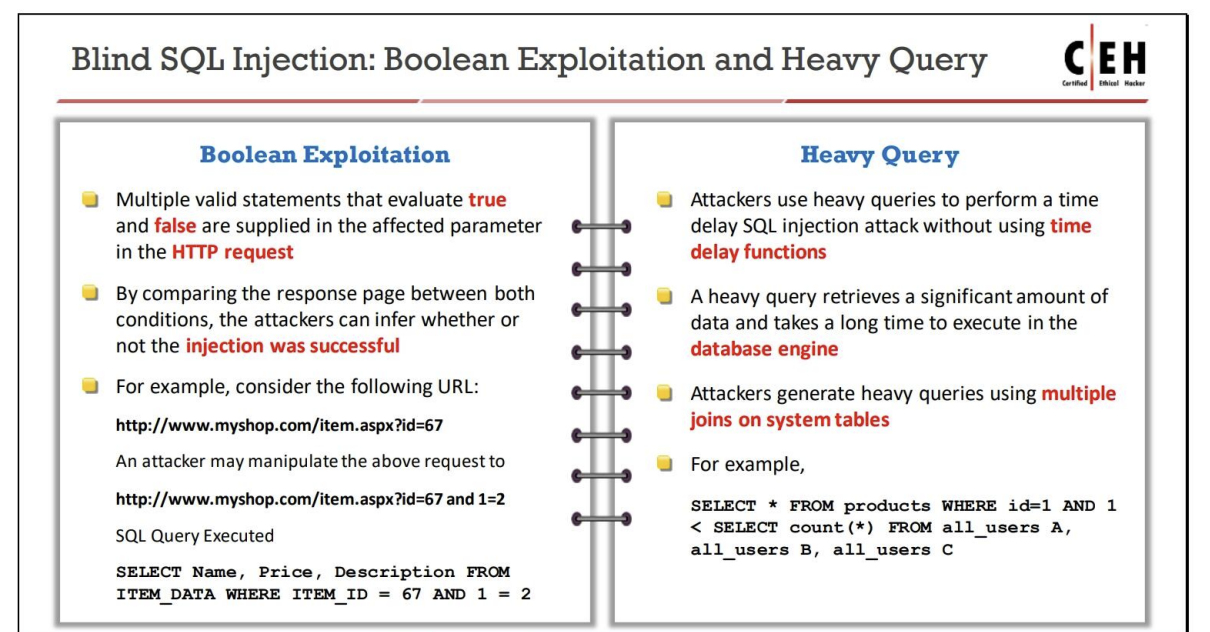 Blind SQL Injection: Boolean Exploitation and Heavy Query
C|EH
Certified Ethical Hacker
Boolean Exploitation
Multiple valid statements that evaluate true
and false are supplied in the affected parameter
in the HTTP request
By comparing the response page between both
conditions, the attackers can infer whether or
not the injection was successful
For example, consider the following URL:
http://www.myshop.com/item.aspx?id=67
An attacker may manipulate the above request to
http://www.myshop.com/item.aspx?id=67 and 1=2
SQL Query Executed
SELECT Name, Price, Description FROM
ITEM_DATA WHERE ITEM_ID = 67 AND 1 = 2
Heavy Query
Attackers use heavy queries to perform a time
delay SQL injection attack without using time
delay functions
A heavy query retrieves a significant amount of
data and takes a long time to execute in the
database engine
Attackers generate heavy queries using multiple
joins on system tables
For example,
SELECT * FROM products WHERE id=1 AND 1
< SELECT count(*) FROM all_users A,
all_users B, all_users C